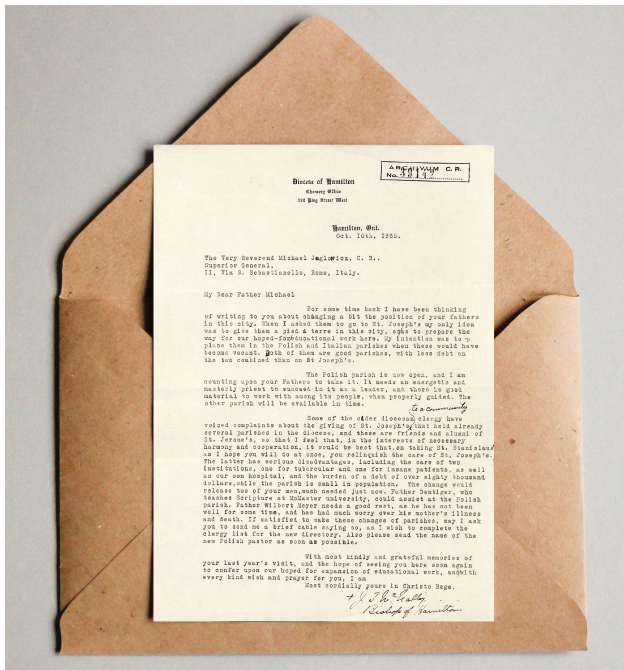 Diocese of Hamilton
Chancery Office
King Street West
ARCHIVUM C. R.
No.
Hamilton, Ont.
Oct. 10th. 1935.
The Very Reverend Michael Jaglowicz, C. R..
Superior General,
II, Via S. Sebastianello, Rome, Italy.
My Dear Father Michael
For some time back I have been thinking
of writing to you about changing a bit the position of your fathers
in this city. When I asked them to go to St. Joseph's my only idea
was to give them a pied à terre in this city, so as to prepare the
way for our hoped-for educational work here. My intention was to p
place them in the Polish and Italian parishes when these would have
become vacant. Both of them are good parishes, with less debt on
the two combined than on St Joseph's.
The Polish parish is now open, and I am
counting upon your Fathers to take it. It needs an energetic and
masterly priest to succeed in it as a leader, and there is good
material to work with among its people, when properly guided. The
other parish will be available in time.
to a community
Some of the older diocesan clergy have
voiced complaints about the giving of St. Joseph's that held already
several parishes in the diocese, and these are friends and alumni of
St. Jerome's, so that I feel that, in the interests of necessary
harmony and cooperation, it would be best that, on taking St. Stanislaus'
as I hope you will do at once, you relinquish the care of St, Joseph's.
The latter has serious disadvantages, including the care of two
institutions, one for tubercular and one for insane patients, as well
as our own hospital, and the burden of a debt of over eighty thousand
dollars, while the parish is small in population. The change would
release two of your men, much needed just now. Father Dentiger, who
teaches Scripture at McMaster university, could assist at the Polish
parish. Father Wilbert Meyer needs a good rest, as he has not been
well for some time, and has had much worry over his mother's illness
and death. If satisfied to make these changes of parishes, may I ask
you to send me a brief cable saying so, as I wish to complete the
clergy list for the new directory. Also please send the name of the
new Polish pastor as soon as possible.
With most kindly and grateful memories of
your last year's visit, and the hope of seeing you here soon again
to confer upon our hoped for expansion of educational work, and with
every kind wish and prayer for you, I am
Most cordially yours in Christo Rege.
+ J. T. McNally
Bishop of Hamilton